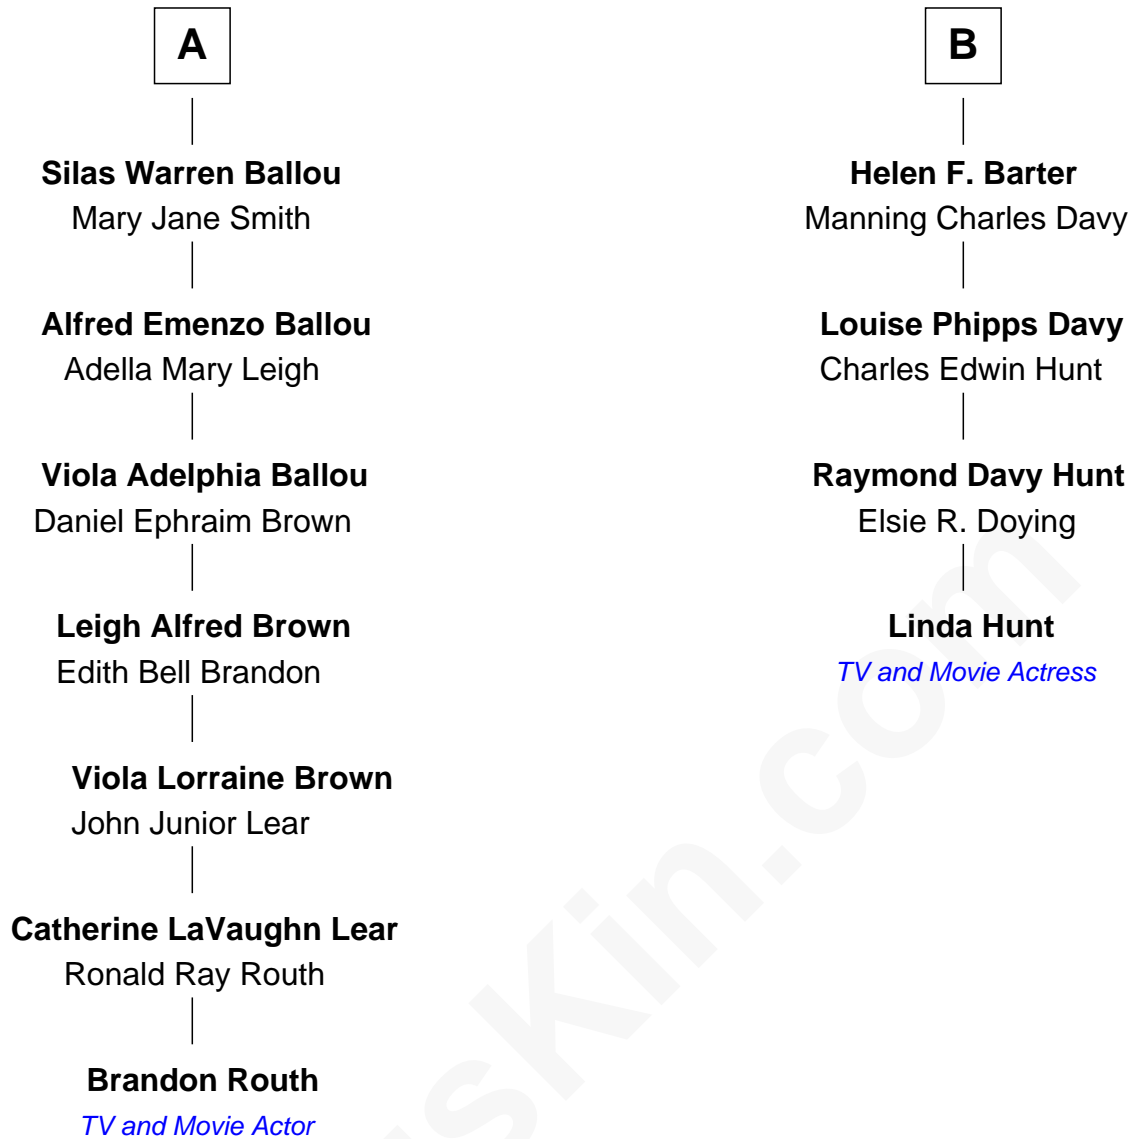 A
Silas Warren Ballou
Mary Jane Smith
Alfred Emenzo Ballou
Adella Mary Leigh
Viola Adelphia Ballou
Daniel Ephraim Brown
Leigh Alfred Brown
Edith Bell Brandon
Viola Lorraine Brown
John Junior Lear
Catherine LaVaughn Lear
Ronald Ray Routh
Brandon Routh
TV and Movie Actor
B
Helen F. Barter
Manning Charles Davy
Louise Phipps Davy
Charles Edwin Hunt
Raymond Davy Hunt
Elsie R. Doying
Linda Hunt
TV and Movie Actress
sKin.com